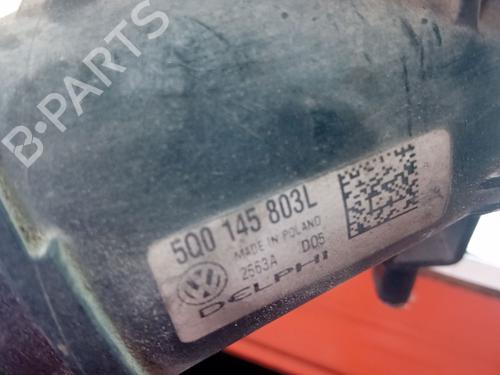 B-PARTS
5Q0 145 803L
MADE IN POLAND
2563A D05
DELPHI